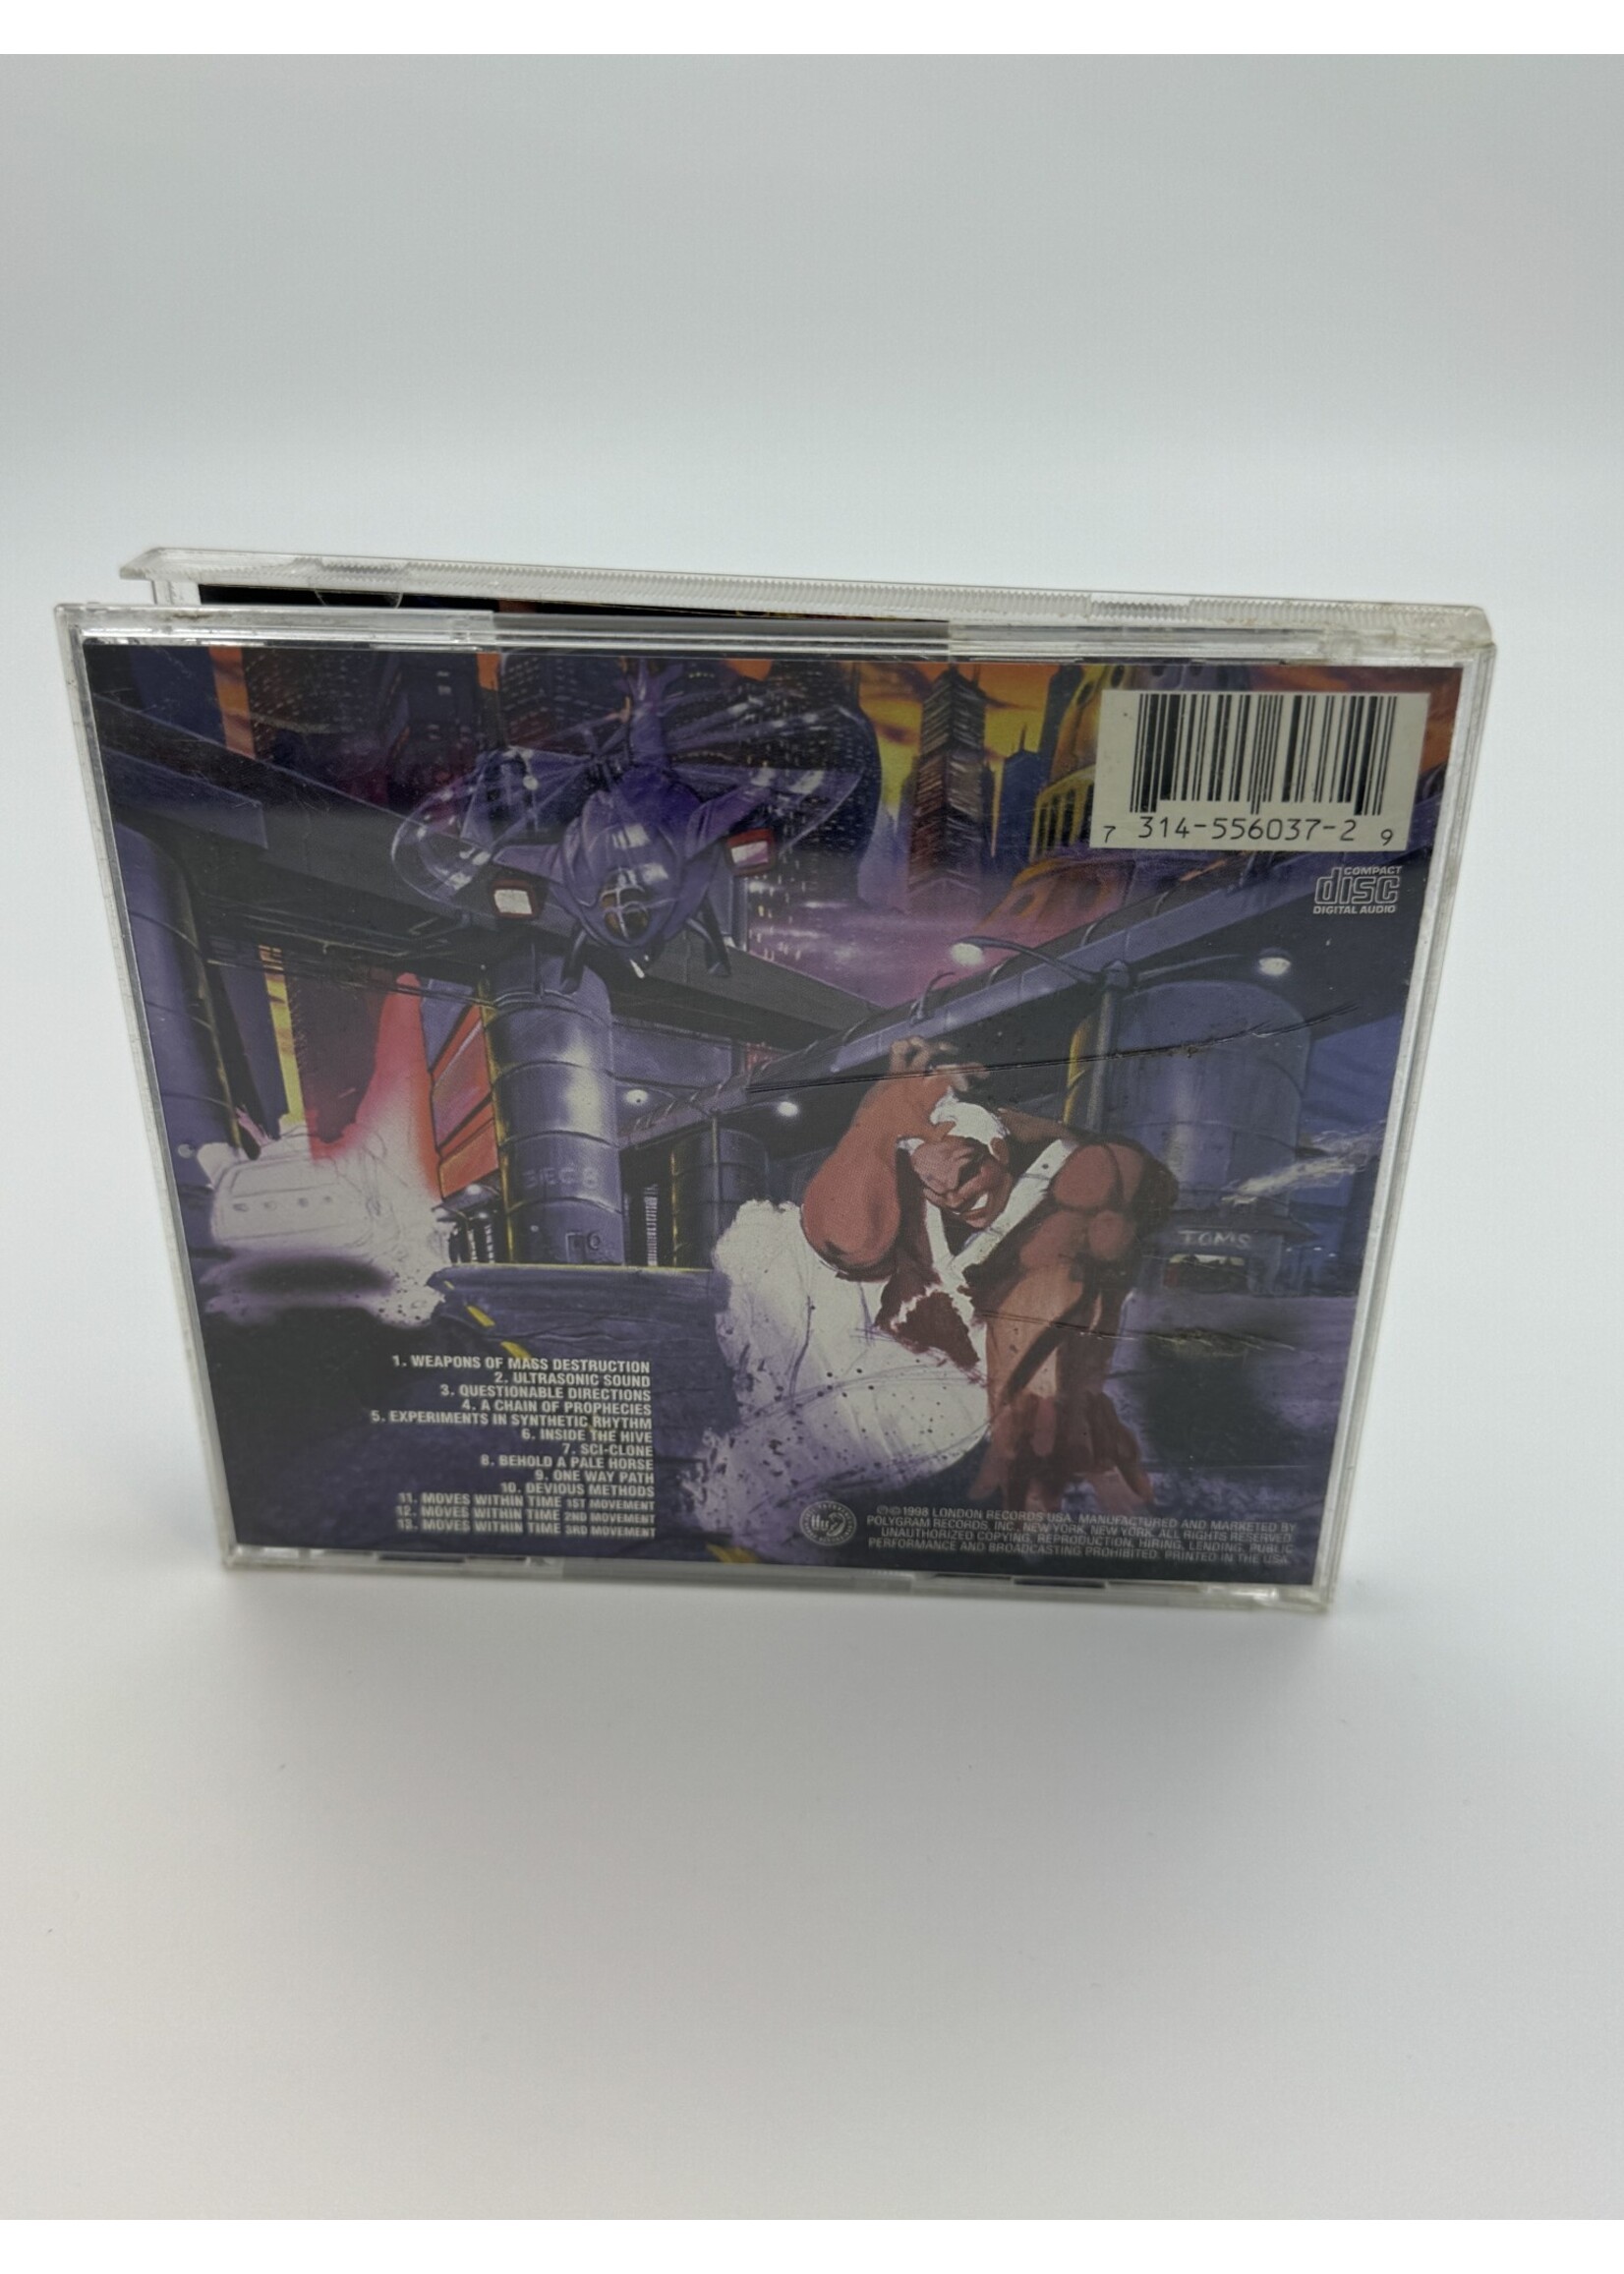 7 314-556037-2 9
COMPACT
disc
DIGITAL AUDIO
SEC 8
TOMS
1. WEAPONS OF MASS DESTRUCTION
2. ULTRASONIC SOUND
3. QUESTIONABLE DIRECTIONS
4. A CHAIN OF PROPHECIES
5. EXPERIMENTS IN SYNTHETIC RHYTHM
6. INSIDE THE HIVE
7. SCI-CLONE
8. BEHOLD A PALE HORSE
9. ONE WAY PATH
10. DEVIOUS METHODS
11. MOVES WITHIN TIME 1ST MOVEMENT
12. MOVES WITHIN TIME 2ND MOVEMENT
13. MOVES WITHIN TIME 3RD MOVEMENT
℗©1998 LONDON RECORDS USA. MANUFACTURED AND MARKETED BY
POLYGRAM RECORDS, INC., NEW YORK, NEW YORK. ALL RIGHTS RESERVED.
UNAUTHORIZED COPYING, REPRODUCTION, HIRING, LENDING, PUBLIC
PERFORMANCE AND BROADCASTING PROHIBITED. PRINTED IN THE USA.